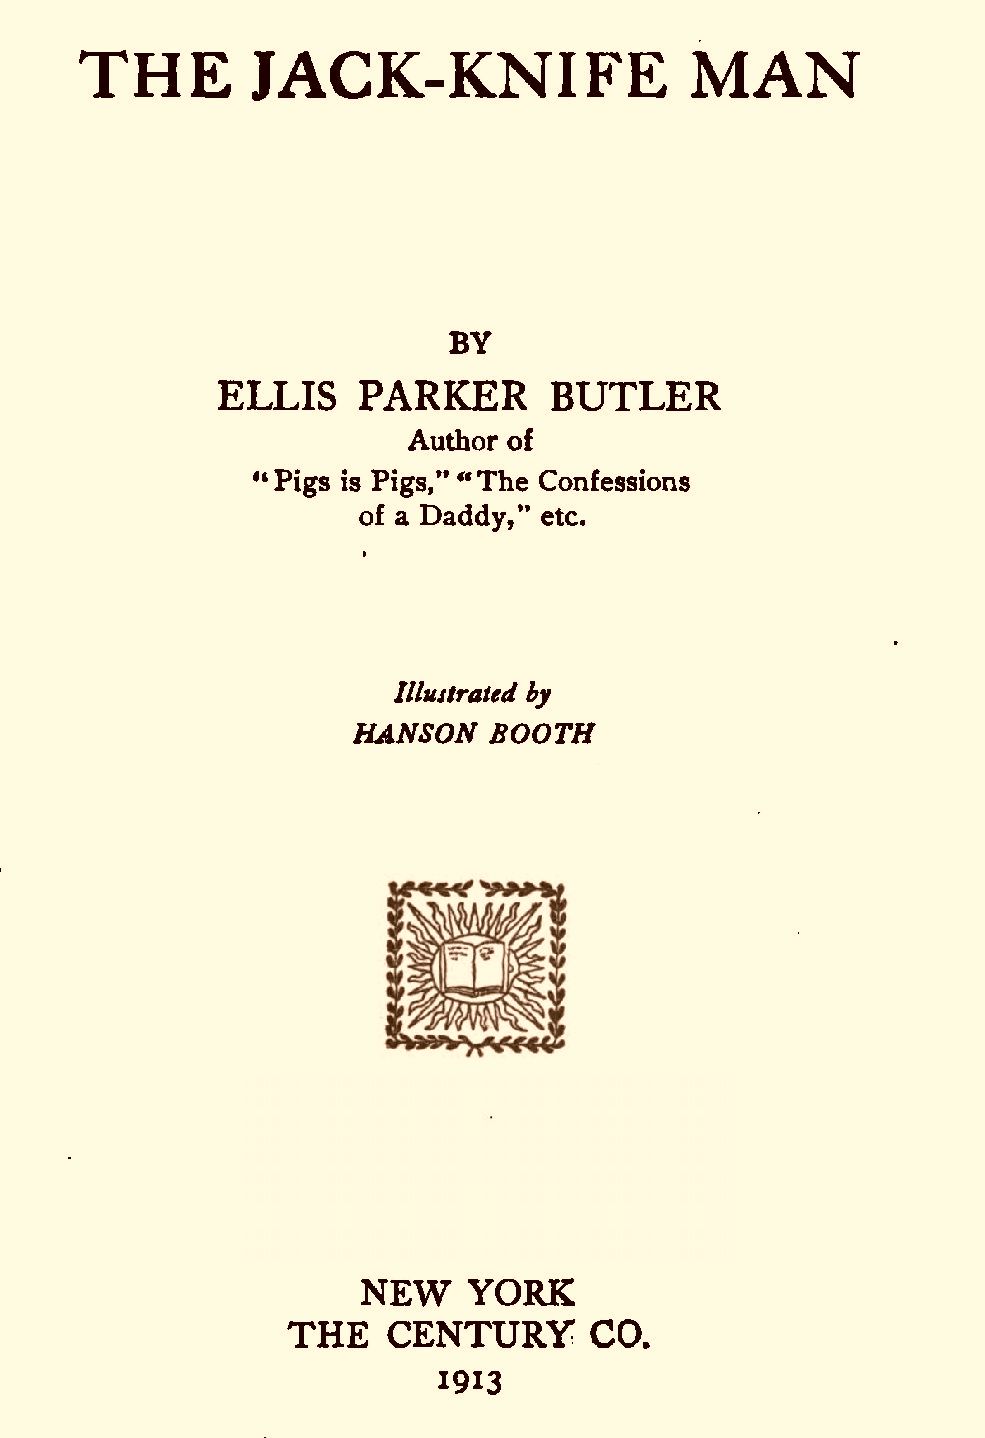 THE JACK-KNIFE MAN
BY
ELLIS PARKER BUTLER
Author of
“Pigs is Pigs,” “The Confessions
of a Daddy,” etc.
Illustrated by
HANSON BOOTH
NEW YORK
THE CENTURY CO.
1913